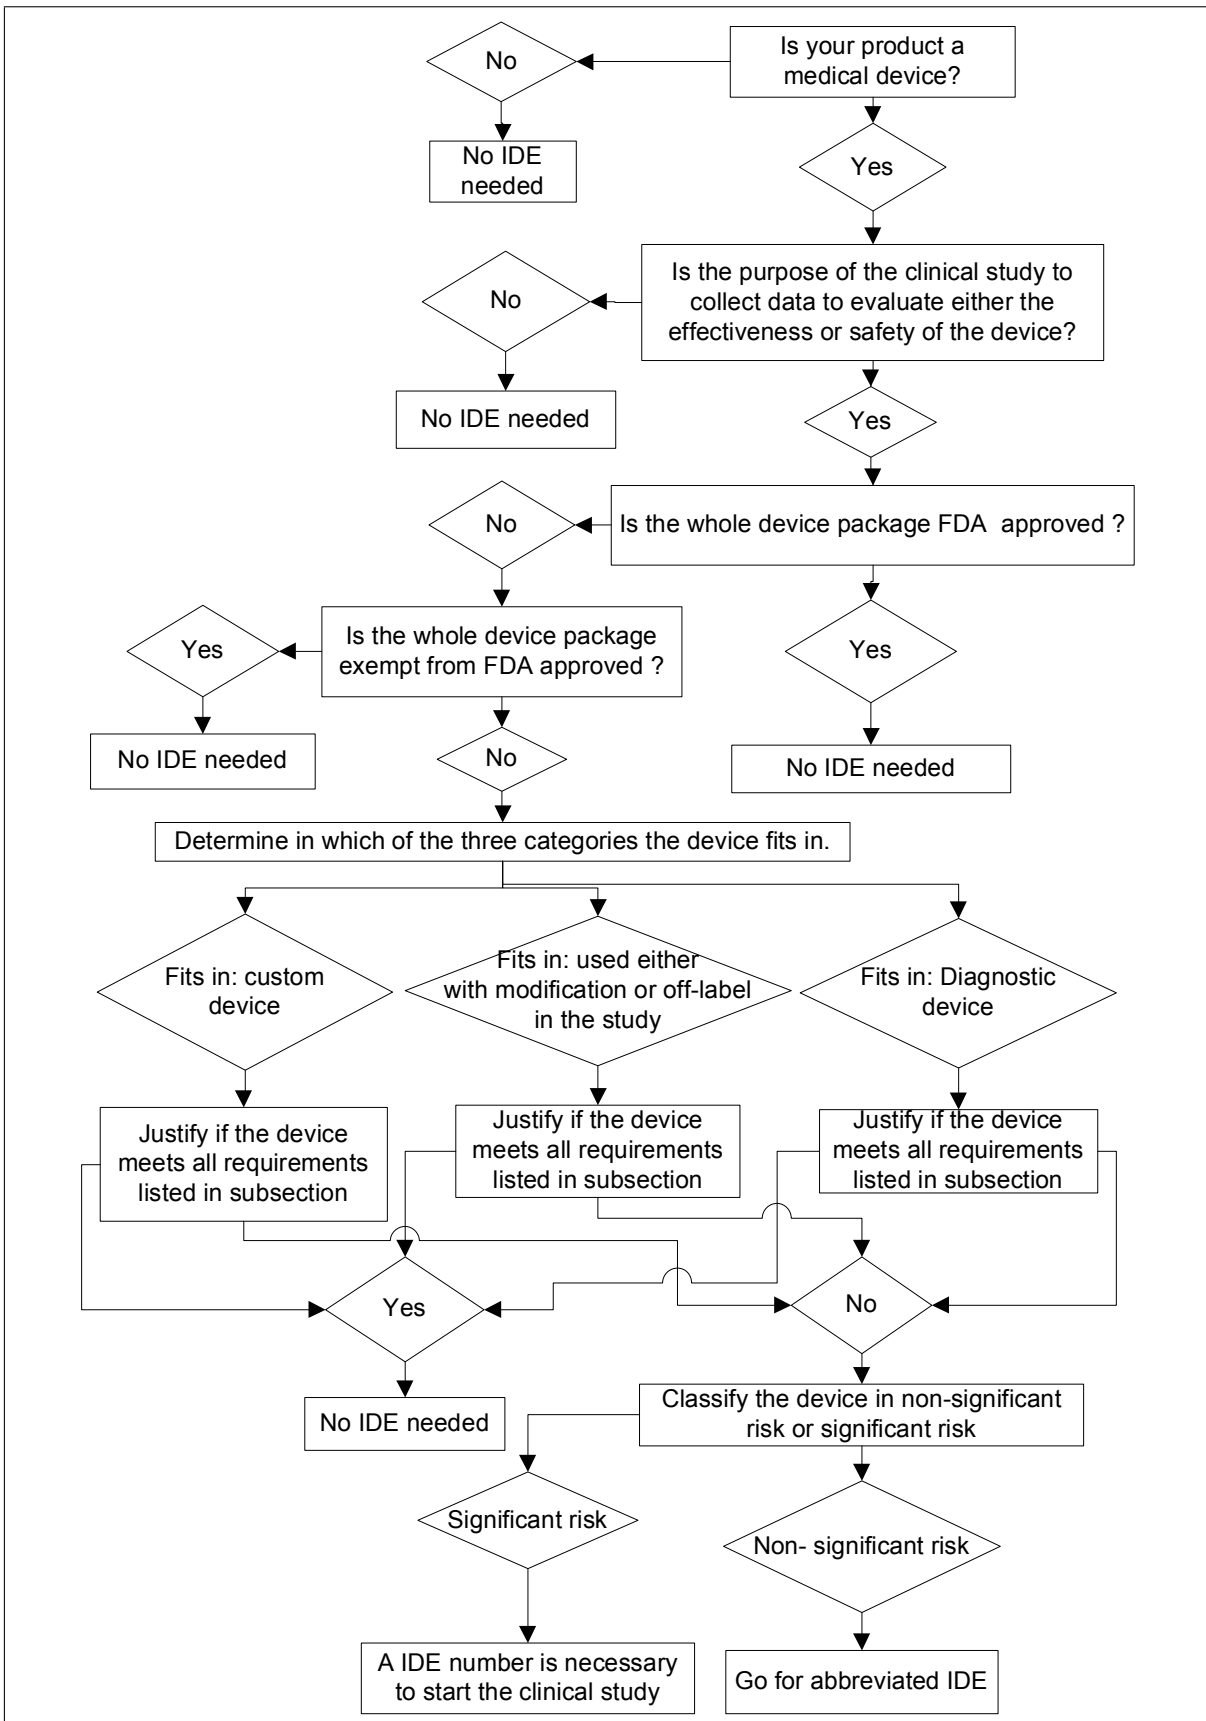 Is your product a
medical device?
No
No IDE
needed
Yes
Is the purpose of the clinical study to
collect data to evaluate either the
effectiveness or safety of the device?
No
No IDE needed
Yes
Is the whole device package FDA  approved ?
No
Yes
No IDE needed
Is the whole device package
exempt from FDA approved ?
Yes
No IDE needed
No
Determine in which of the three categories the device fits in.
Fits in: custom
device
Fits in: used either
with modification or off-label
in the study
Fits in: Diagnostic
device
Justify if the device
meets all requirements
listed in subsection
Justify if the device
meets all requirements
listed in subsection
Justify if the device
meets all requirements
listed in subsection
Yes
No
No IDE needed
Classify the device in non-significant
risk or significant risk
Significant risk
Non- significant risk
A IDE number is necessary
to start the clinical study
Go for abbreviated IDE